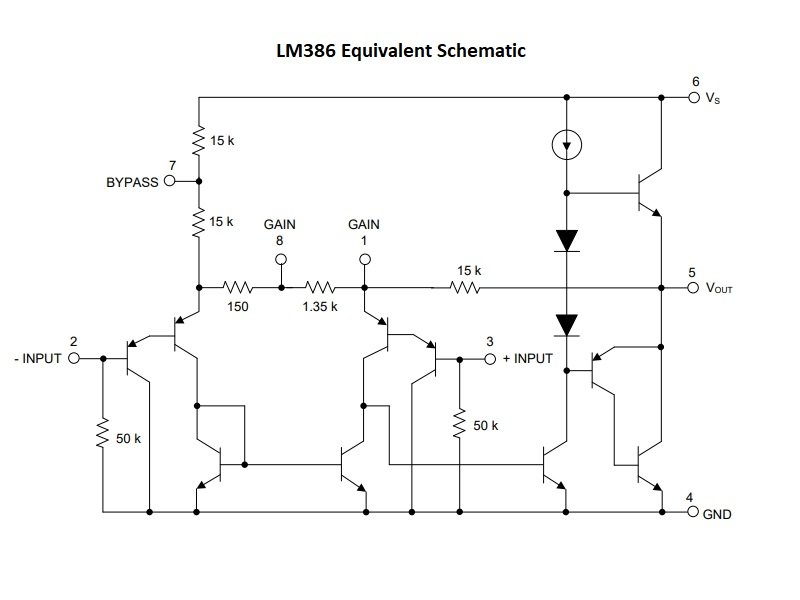 LM386 Equivalent Schematic
6
VS
15 k
7
BYPASS
15 k
GAIN
8
GAIN
1
15 k
5
VOUT
150
1.35 k
2
- INPUT
3
+ INPUT
50 k
50 k
4
GND